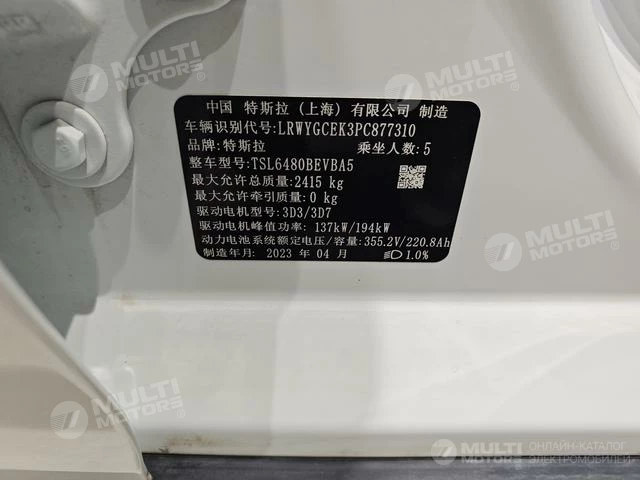 中国 特斯拉（上海）有限公司 制造
车辆识别代号: LRWYGCEK3PC877310
品牌: 特斯拉 乘坐人数: 5
整车型号: TSL6480BEVBA5
最大允许总质量: 2415 kg
最大允许牵引质量: 0 kg
驱动电机型号: 3D3/3D7
驱动电机峰值功率: 137kW/194kW
动力电池系统额定电压/容量: 355.2V/220.8Ah
制造年月: 2023 年 04 月 1.0%
MULTI MOTORS
MULTI MOTORS
MULTI MOTORS
MULTI MOTORS
MULTI MOTORS
MULTI MOTORS ОНЛАЙН-КАТАЛОГ ЭЛЕКТРОМОБИЛЕЙ